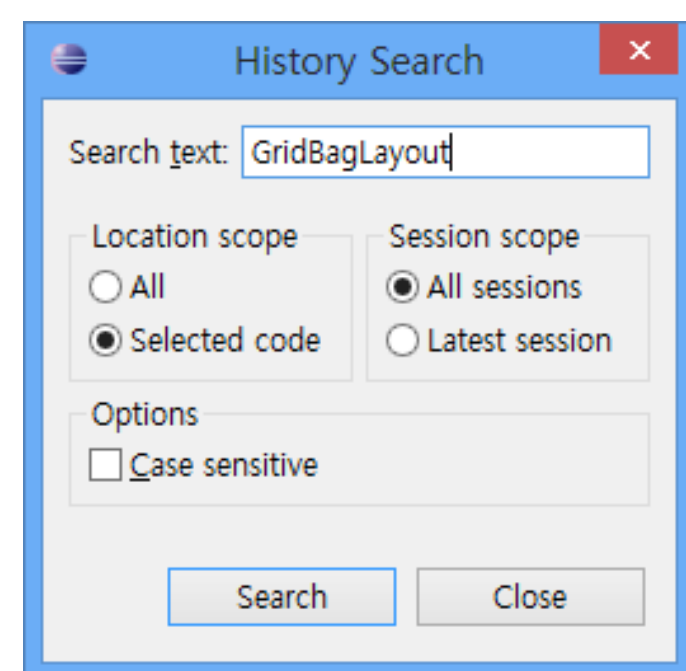 History Search
Search text: GridBagLayout
Location scope
All
Selected code
Session scope
All sessions
Latest session
Options
Case sensitive
Search Close